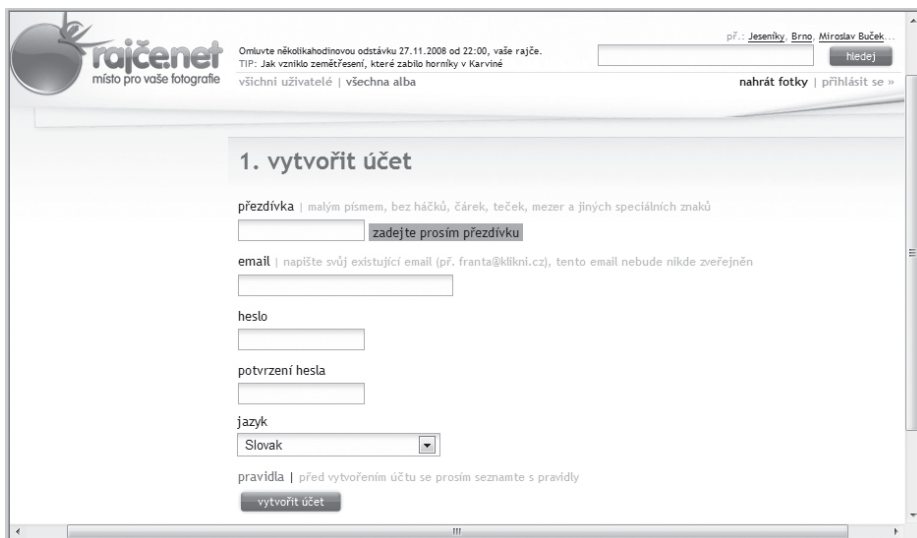 rajčenet
místo pro vaše fotografie
Omluvte několikahodinovou odstávku 27.11.2008 od 22:00, vaše rajče.
TIP: Jak vzniklo zemětřesení, které zabilo horníky v Karviné
př.: Jeseníky, Brno, Miroslav Buček...
hledej
všichni uživatelé | všechna alba
nahrát fotky | přihlásit se »
1. vytvořit účet
přezdívka | malým písmem, bez háčků, čárek, teček, mezer a jiných speciálních znaků
zadejte prosím přezdívku
email | napište svůj existující email (př. franta@klikni.cz), tento email nebude nikde zveřejněn
heslo
potvrzení hesla
jazyk
Slovak
pravidla | před vytvořením účtu se prosím seznamte s pravidly
vytvořit účet